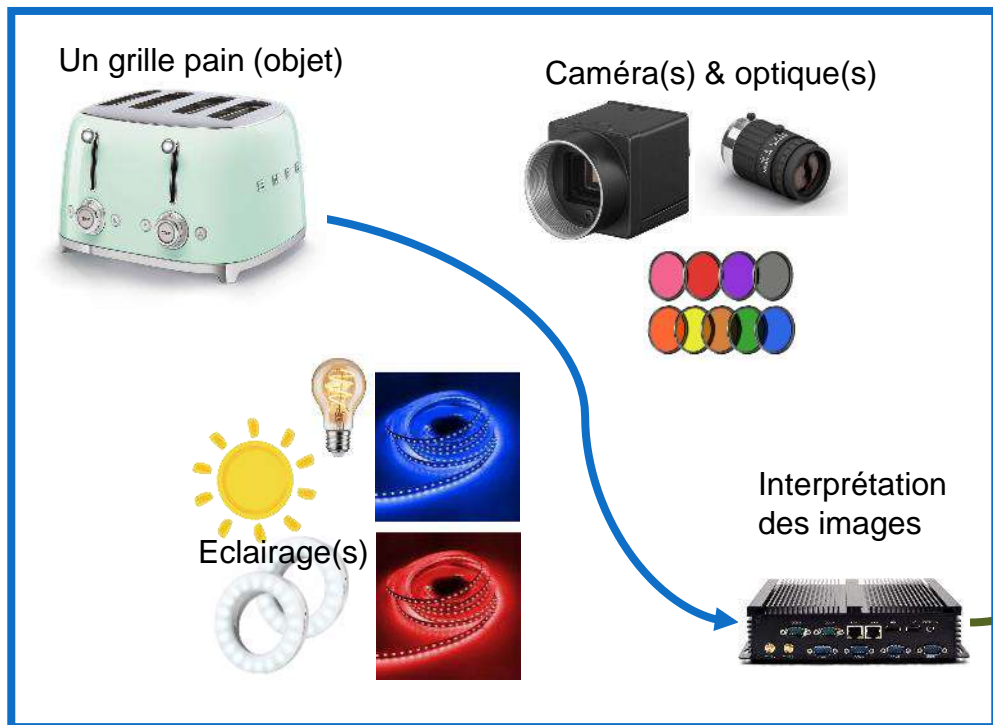 Un grille pain (objet)
Caméra(s) & optique(s)
Eclairage(s)
Interprétation
des images